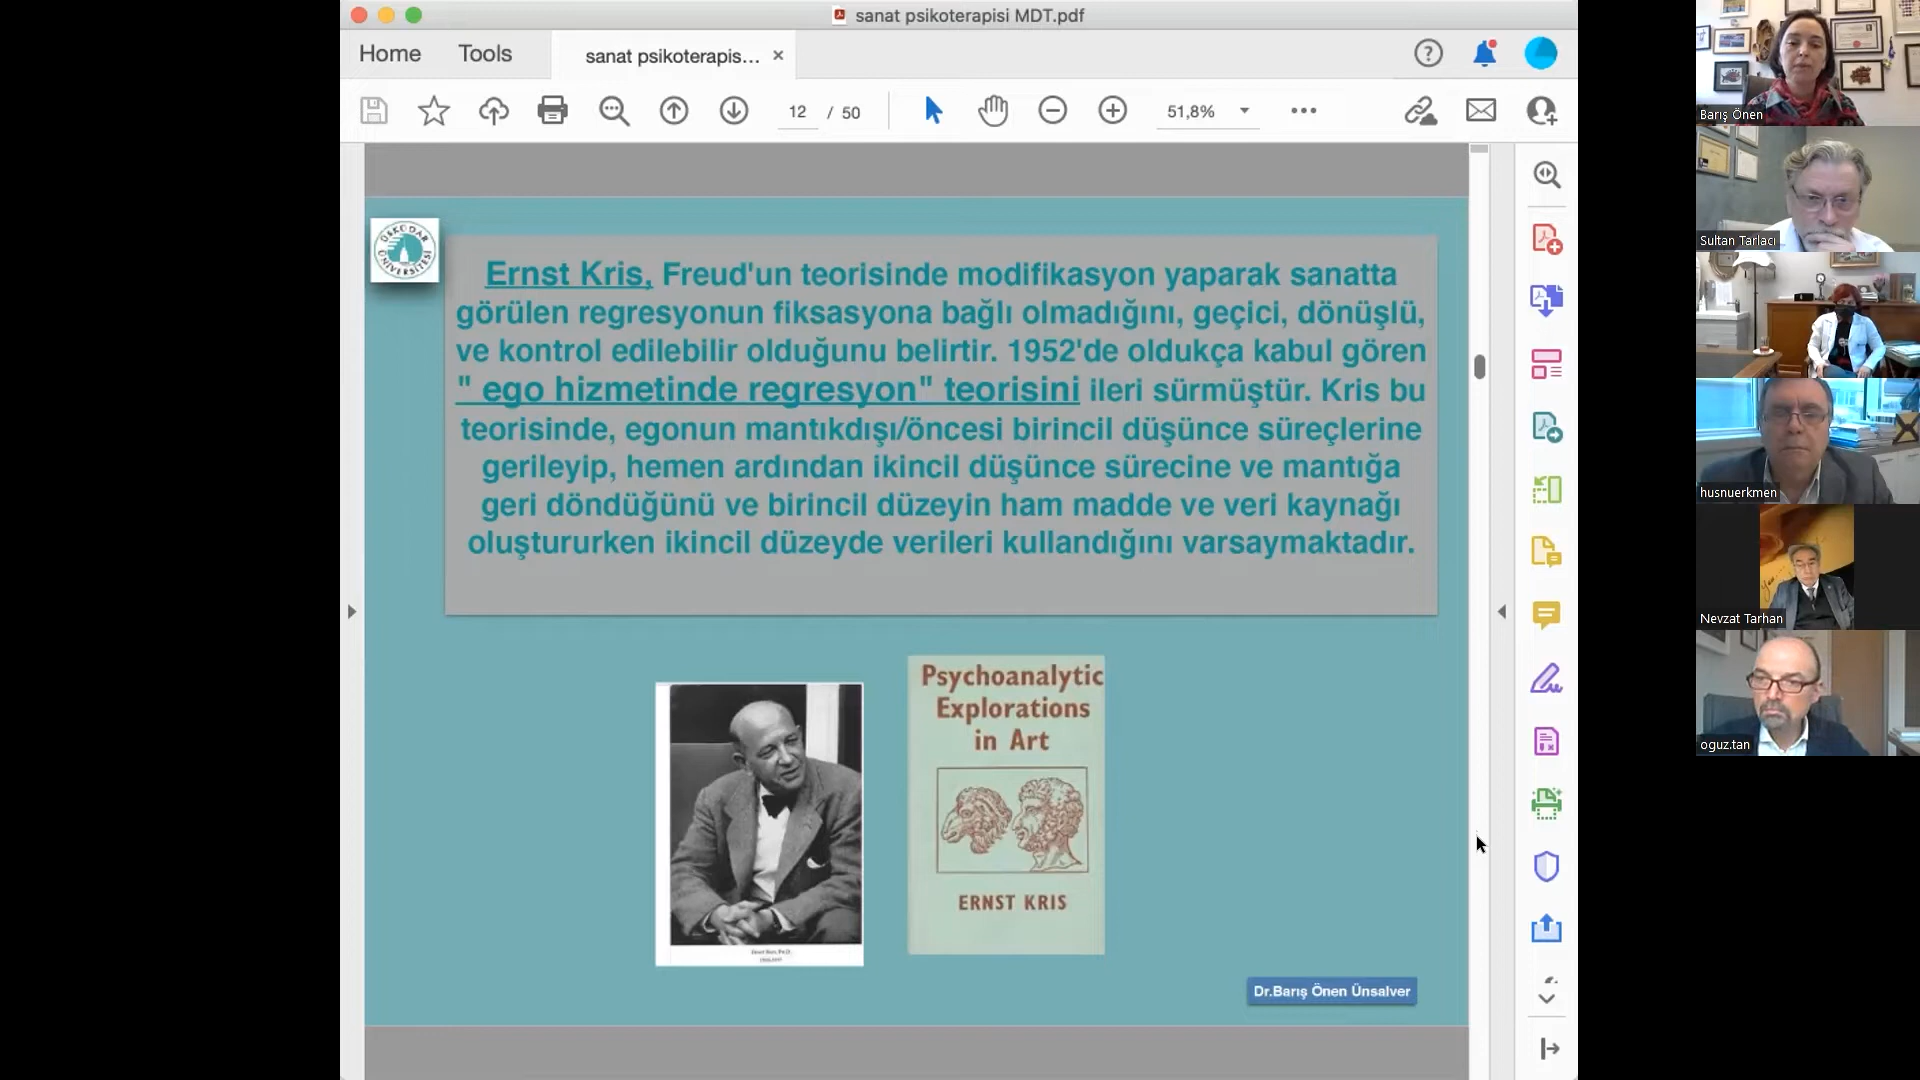 sanat psikoterapisi MDT.pdf
Home
Tools
sanat psikoterapis...
12 / 50
51,8%
ÜSKÜDAR ÜNİVERSİTESİ
Ernst Kris, Freud'un teorisinde modifikasyon yaparak sanatta
görülen regresyonun fiksasyona bağlı olmadığını, geçici, dönüşlü,
ve kontrol edilebilir olduğunu belirtir. 1952'de oldukça kabul gören
" ego hizmetinde regresyon" teorisini ileri sürmüştür. Kris bu
teorisinde, egonun mantıkdışı/öncesi birincil düşünce süreçlerine
gerileyip, hemen ardından ikincil düşünce sürecine ve mantığa
geri döndüğünü ve birincil düzeyin ham madde ve veri kaynağı
oluştururken ikincil düzeyde verileri kullandığını varsaymaktadır.
Psychoanalytic
Explorations
in Art
ERNST KRIS
Dr.Barış Önen Ünsalver
Barış Önen
Sultan Tarlacı
husnuerkmen
Nevzat Tarhan
oguz.tan